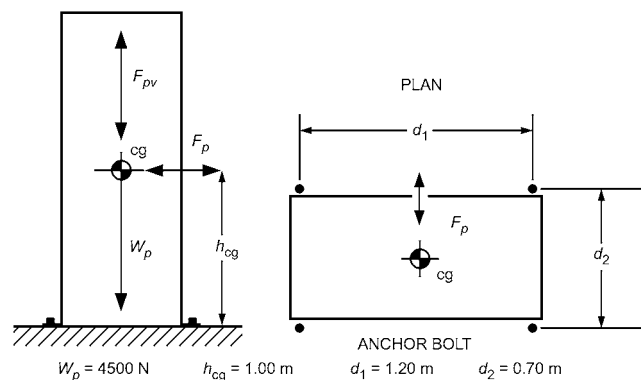 F_pv
cg
F_p
W_p
h_cg
PLAN
d_1
F_p
cg
d_2
ANCHOR BOLT
W_p = 4500 N h_cg = 1.00 m d_1 = 1.20 m d_2 = 0.70 m